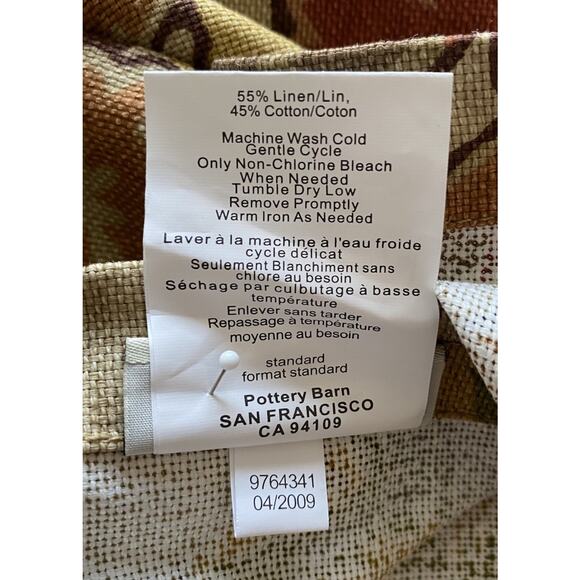 55% Linen/Lin,
45% Cotton/Coton
Machine Wash Cold
Gentle Cycle
Only Non-Chlorine Bleach
When Needed
Tumble Dry Low
Remove Promptly
Warm Iron As Needed
Laver à la machine à l'eau froide
cycle délicat
Seulement Blanchiment sans
chlore au besoin
Séchage par culbutage à basse
température
Enlever sans tarder
Repassage à température
moyenne au besoin
standard
format standard
Pottery Barn
SAN FRANCISCO
CA 94109
9764341
04/2009